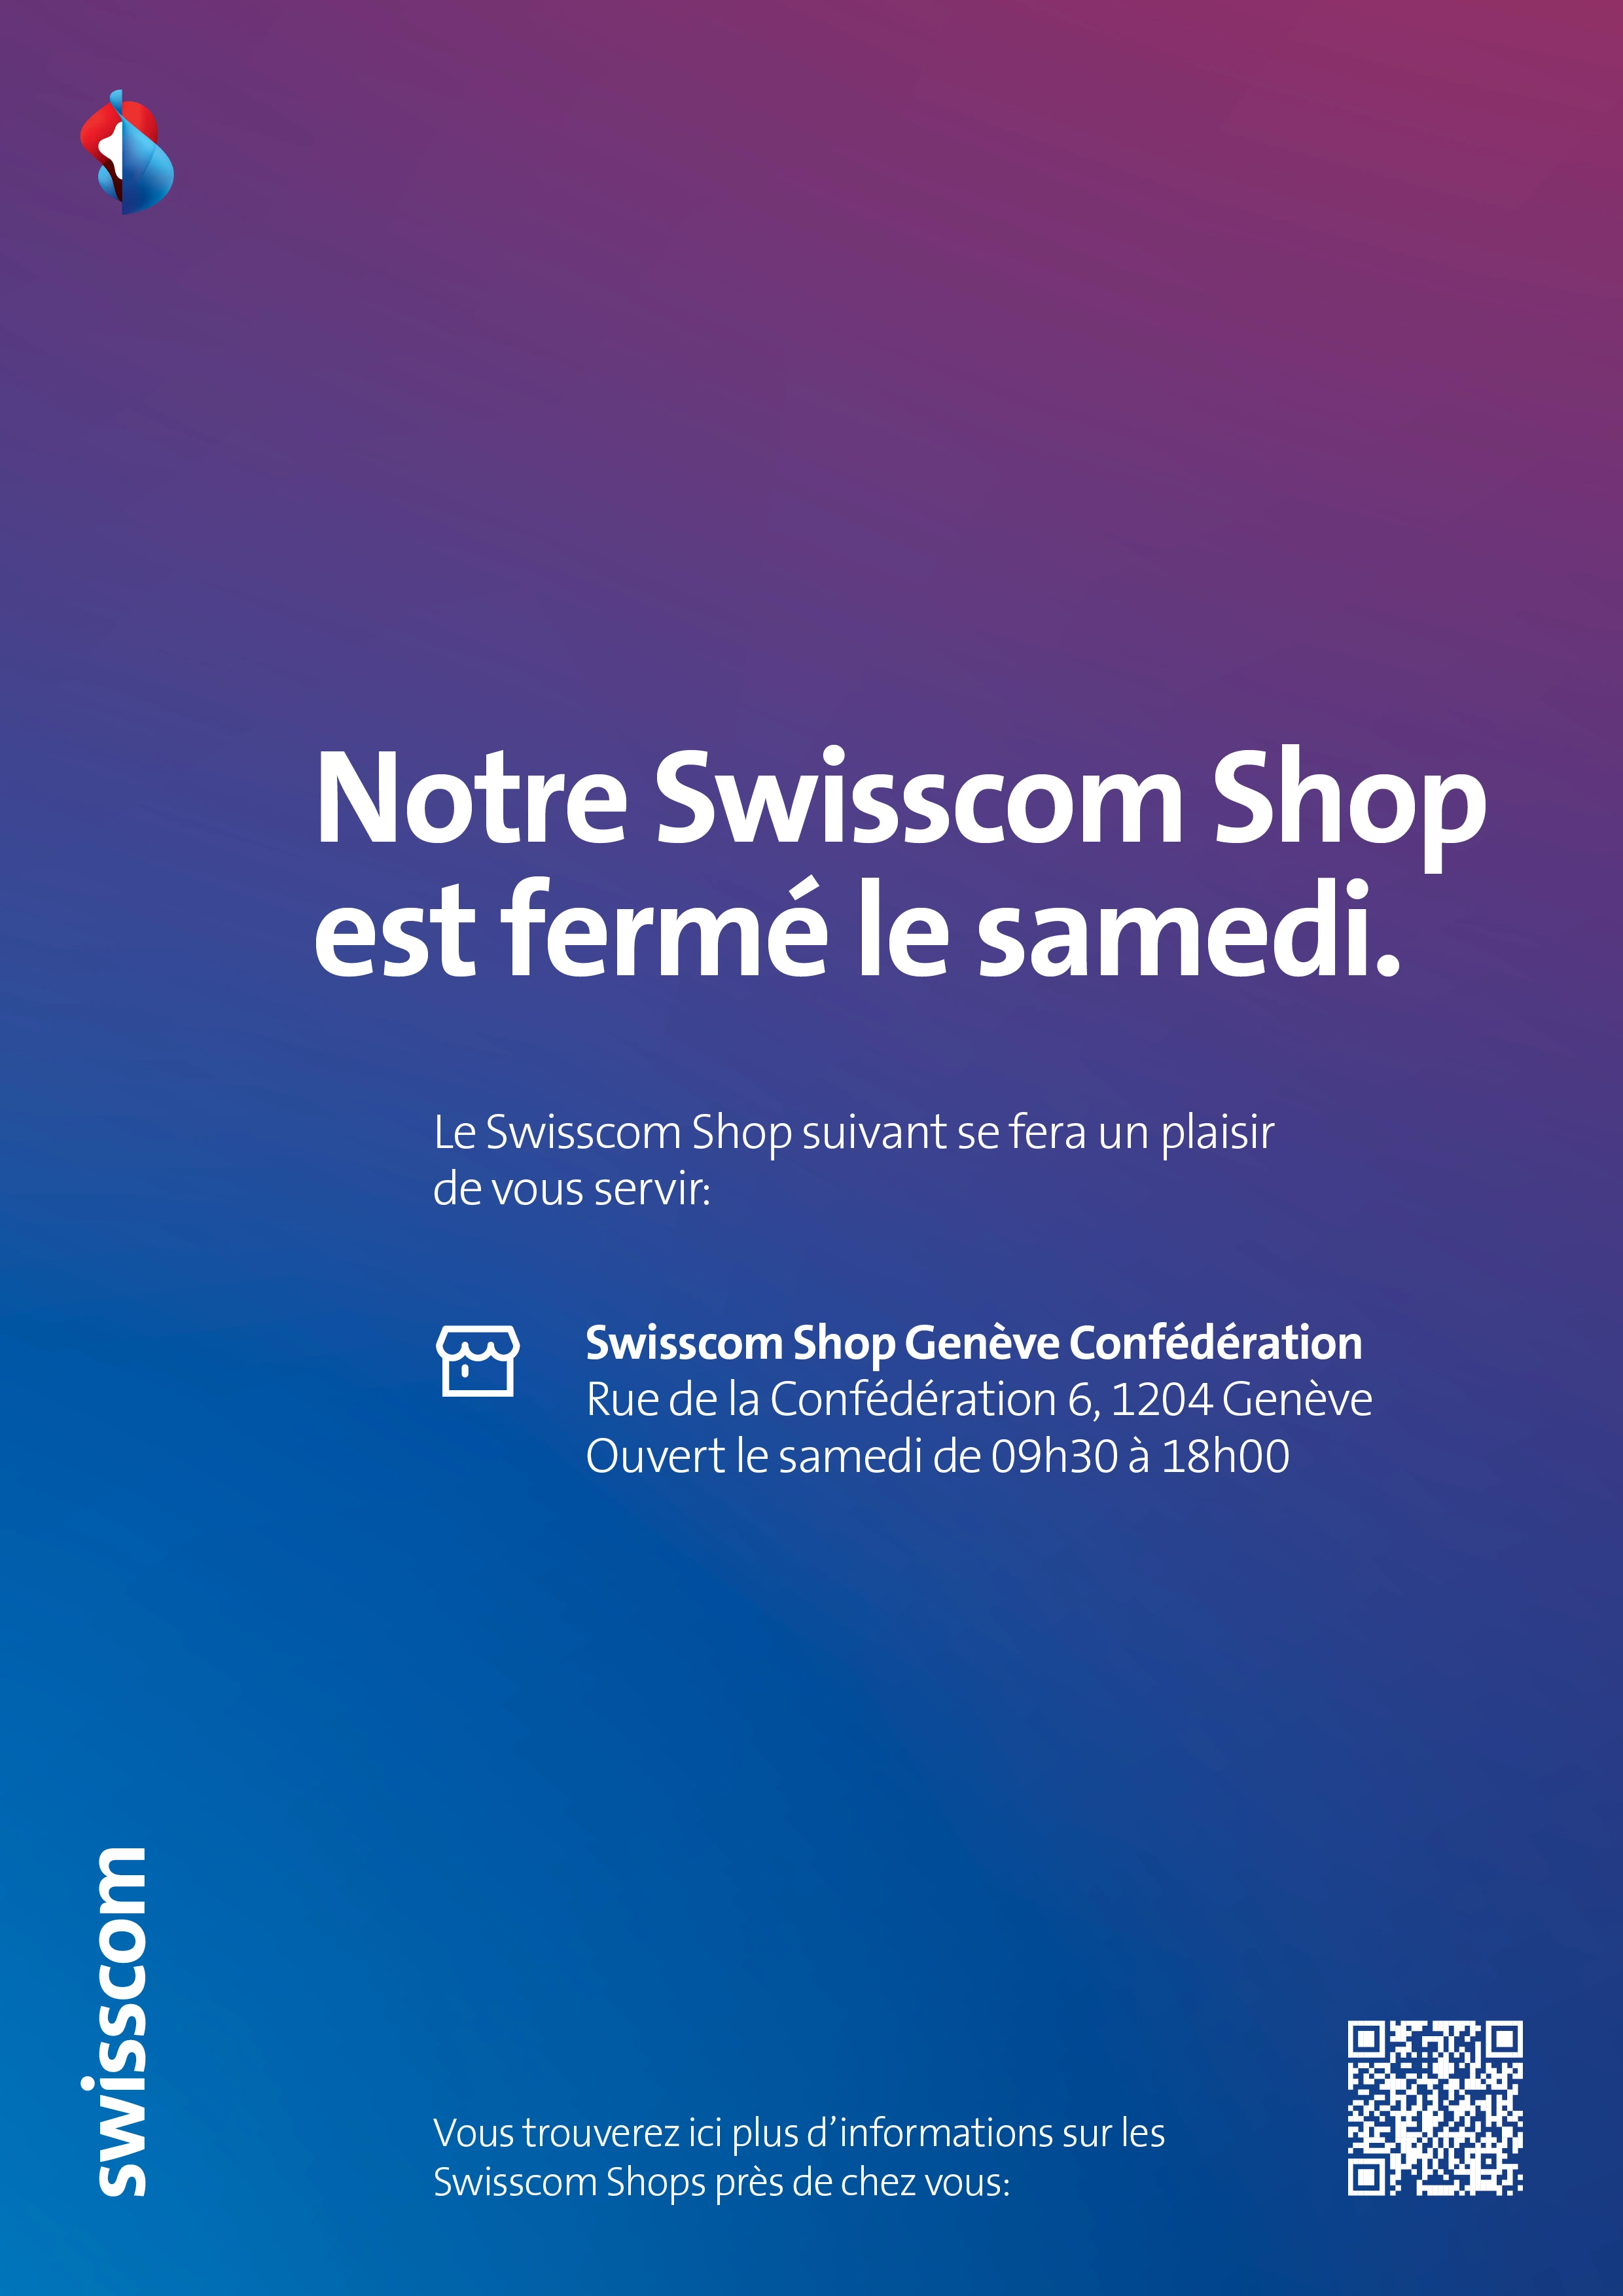 Notre Swisscom Shop
est fermé le samedi.
Le Swisscom Shop suivant se fera un plaisir
de vous servir:
Swisscom Shop Genève Confédération
Rue de la Confédération 6, 1204 Genève
Ouvert le samedi de 09h30 à 18h00
swisscom
Vous trouverez ici plus d’informations sur les
Swisscom Shops près de chez vous: